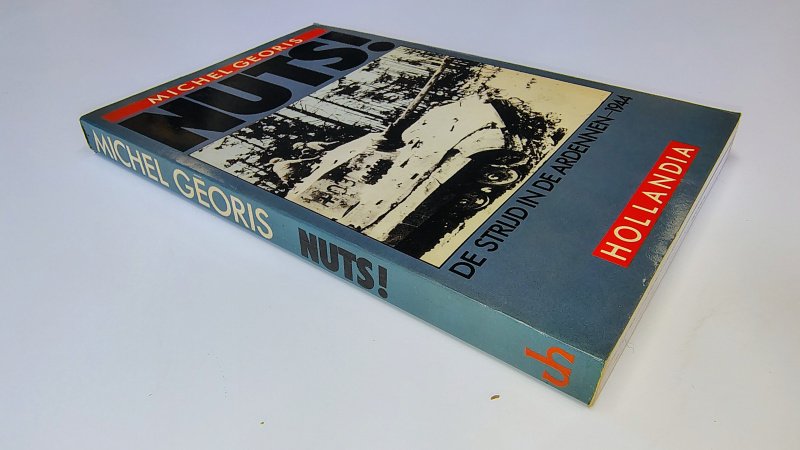 MICHEL GEORIS
NUTS!
DE STRIJD IN DE ARDENNEN-1944
HOLLANDIA
MICHEL GEORIS
NUTS!
uh